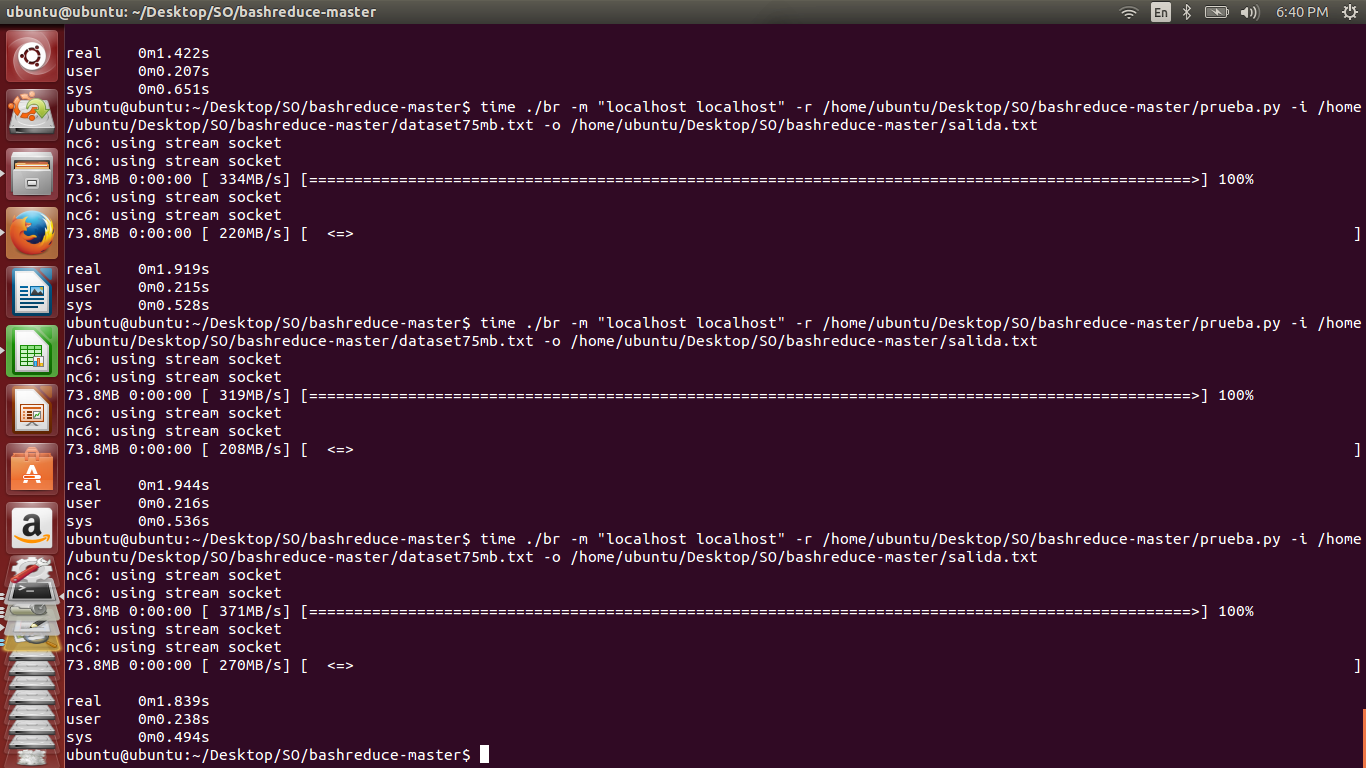 ubuntu@ubuntu: ~/Desktop/SO/bashreduce-master
En
6:40 PM
real 0m1.422s
user 0m0.207s
sys 0m0.651s
ubuntu@ubuntu:~/Desktop/SO/bashreduce-master$ time ./br -m "localhost localhost" -r /home/ubuntu/Desktop/SO/bashreduce-master/prueba.py -i /home
/ubuntu/Desktop/SO/bashreduce-master/dataset75mb.txt -o /home/ubuntu/Desktop/SO/bashreduce-master/salida.txt
nc6: using stream socket
nc6: using stream socket
73.8MB 0:00:00 [ 334MB/s] [==================================================================================================>] 100%
nc6: using stream socket
nc6: using stream socket
73.8MB 0:00:00 [ 220MB/s] [  <=> ]
real 0m1.919s
user 0m0.215s
sys 0m0.528s
ubuntu@ubuntu:~/Desktop/SO/bashreduce-master$ time ./br -m "localhost localhost" -r /home/ubuntu/Desktop/SO/bashreduce-master/prueba.py -i /home
/ubuntu/Desktop/SO/bashreduce-master/dataset75mb.txt -o /home/ubuntu/Desktop/SO/bashreduce-master/salida.txt
nc6: using stream socket
nc6: using stream socket
73.8MB 0:00:00 [ 319MB/s] [==================================================================================================>] 100%
nc6: using stream socket
nc6: using stream socket
73.8MB 0:00:00 [ 208MB/s] [  <=> ]
real 0m1.944s
user 0m0.216s
sys 0m0.536s
ubuntu@ubuntu:~/Desktop/SO/bashreduce-master$ time ./br -m "localhost localhost" -r /home/ubuntu/Desktop/SO/bashreduce-master/prueba.py -i /home
/ubuntu/Desktop/SO/bashreduce-master/dataset75mb.txt -o /home/ubuntu/Desktop/SO/bashreduce-master/salida.txt
nc6: using stream socket
nc6: using stream socket
73.8MB 0:00:00 [ 371MB/s] [==================================================================================================>] 100%
nc6: using stream socket
nc6: using stream socket
73.8MB 0:00:00 [ 270MB/s] [  <=> ]
real 0m1.839s
user 0m0.238s
sys 0m0.494s
ubuntu@ubuntu:~/Desktop/SO/bashreduce-master$